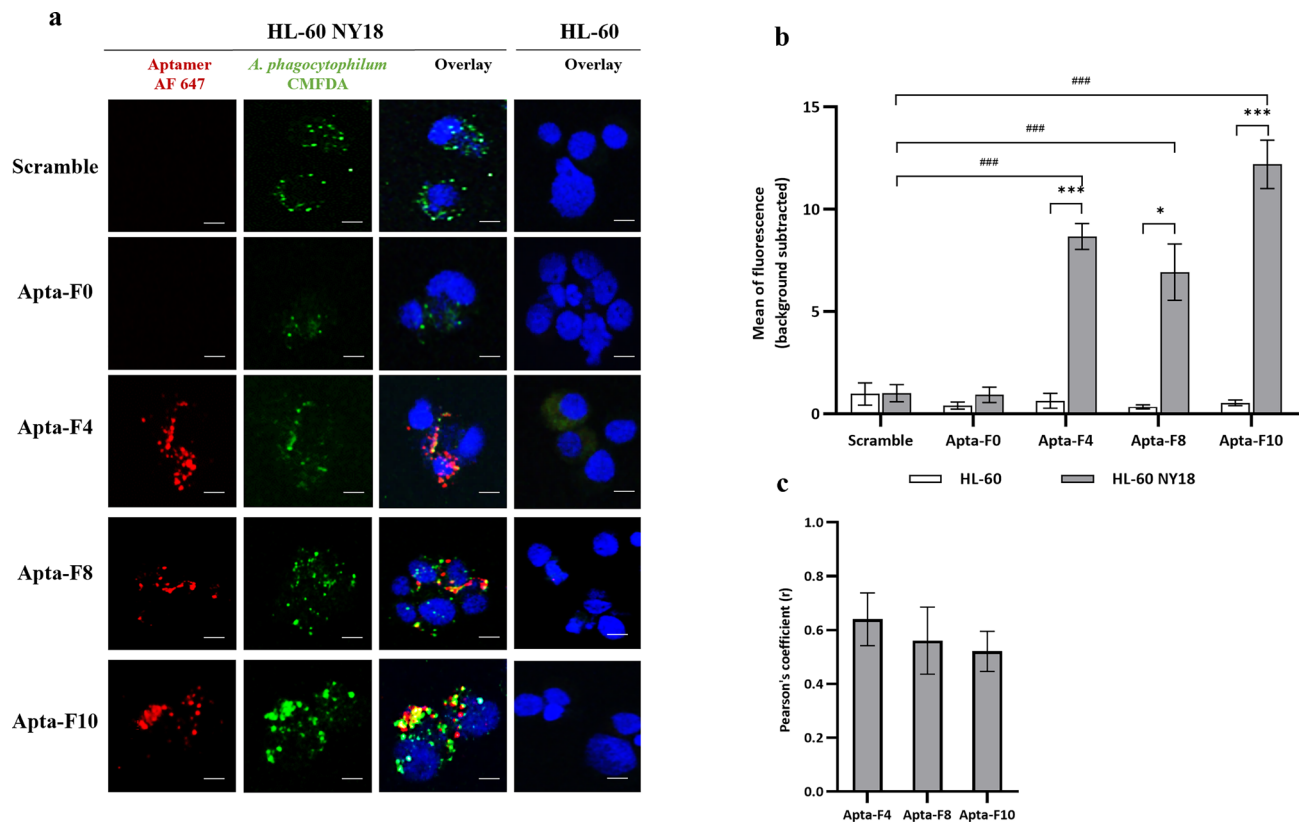 a
HL-60 NY18
HL-60
Aptamer
AF 647
A. phagocytophilum
CMFDA
Overlay
Overlay
Scramble
Apta-F0
Apta-F4
Apta-F8
Apta-F10
b
###
###
###
***
*
***
Mean of fluorescence
(background subtracted)
15
10
5
0
Scramble
Apta-F0
Apta-F4
Apta-F8
Apta-F10
HL-60
HL-60 NY18
c
Pearson's coefficient (r)
1.0
0.8
0.6
0.4
0.2
0.0
Apta-F4
Apta-F8
Apta-F10